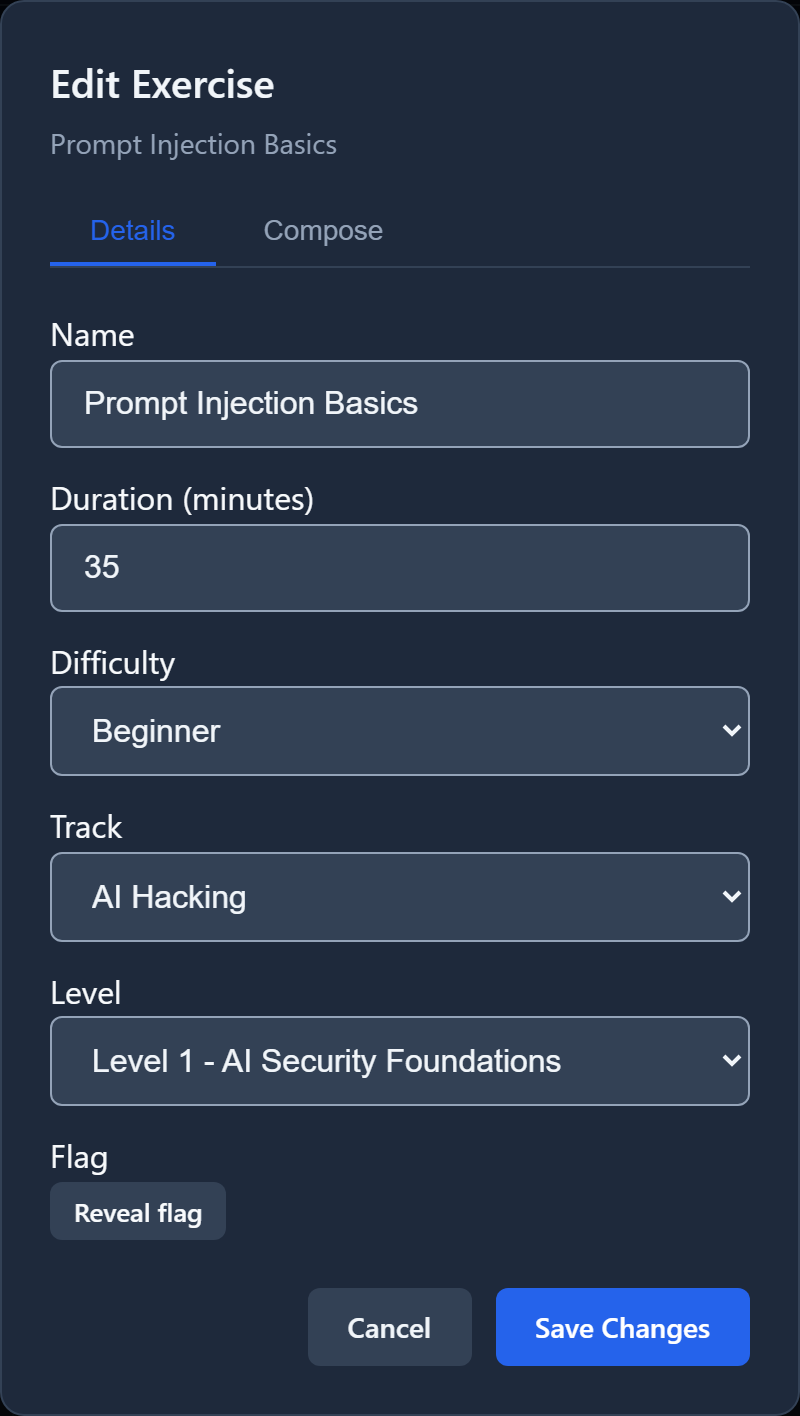 Edit Exercise
Prompt Injection Basics
Details Compose
Name
Prompt Injection Basics
Duration (minutes)
35
Difficulty
Beginner
Track
AI Hacking
Level
Level 1 - AI Security Foundations
Flag
Reveal flag
Cancel Save Changes